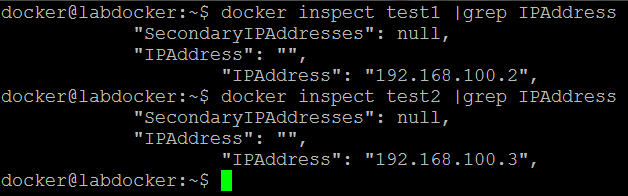 docker@labdocker:~$ docker inspect test1 |grep IPAddress
            "SecondaryIPAddresses": null,
            "IPAddress": "",
                    "IPAddress": "192.168.100.2",
docker@labdocker:~$ docker inspect test2 |grep IPAddress
            "SecondaryIPAddresses": null,
            "IPAddress": "",
                    "IPAddress": "192.168.100.3",
docker@labdocker:~$